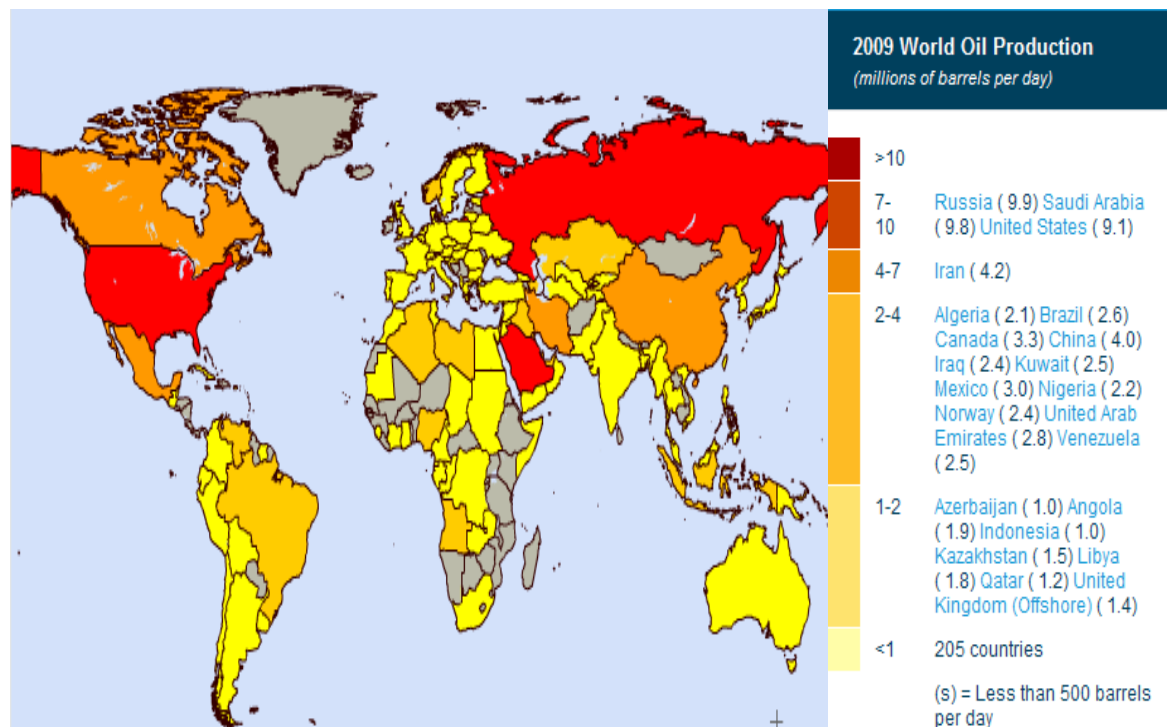 2009 World Oil Production
(millions of barrels per day)
>10
7-
10
Russia ( 9.9) Saudi Arabia
( 9.8) United States ( 9.1)
4-7
Iran ( 4.2)
2-4
Algeria ( 2.1) Brazil ( 2.6)
Canada ( 3.3) China ( 4.0)
Iraq ( 2.4) Kuwait ( 2.5)
Mexico ( 3.0) Nigeria ( 2.2)
Norway ( 2.4) United Arab
Emirates ( 2.8) Venezuela
( 2.5)
1-2
Azerbaijan ( 1.0) Angola
( 1.9) Indonesia ( 1.0)
Kazakhstan ( 1.5) Libya
( 1.8) Qatar ( 1.2) United
Kingdom (Offshore) ( 1.4)
<1
205 countries
(s) = Less than 500 barrels
per day